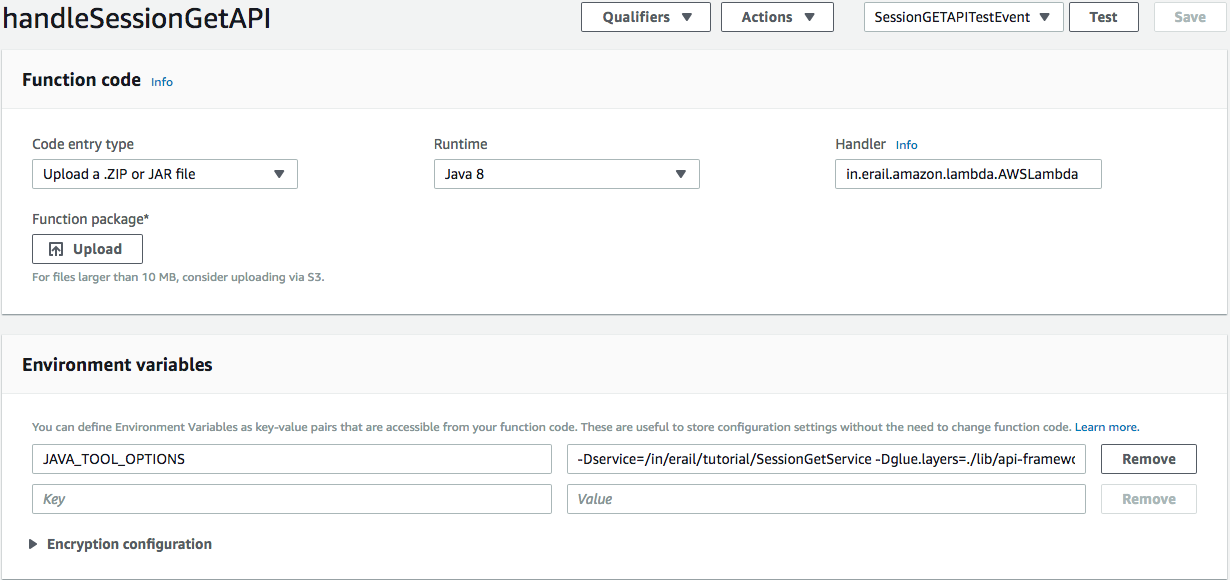 handleSessionGetAPI Qualifiers Actions SessionGETAPITestEvent Test Save
Function code Info
Code entry type Runtime Handler Info
Upload a .ZIP or JAR file Java 8 in.erail.amazon.lambda.AWSLambda
Function package*
Upload
For files larger than 10 MB, consider uploading via S3.
Environment variables
You can define Environment Variables as key-value pairs that are accessible from your function code. These are useful to store configuration settings without the need to change function code. Learn more.
JAVA_TOOL_OPTIONS -Dservice=/in/erail/tutorial/SessionGetService -Dglue.layers=./lib/api-framewo Remove
Key Value Remove
Encryption configuration